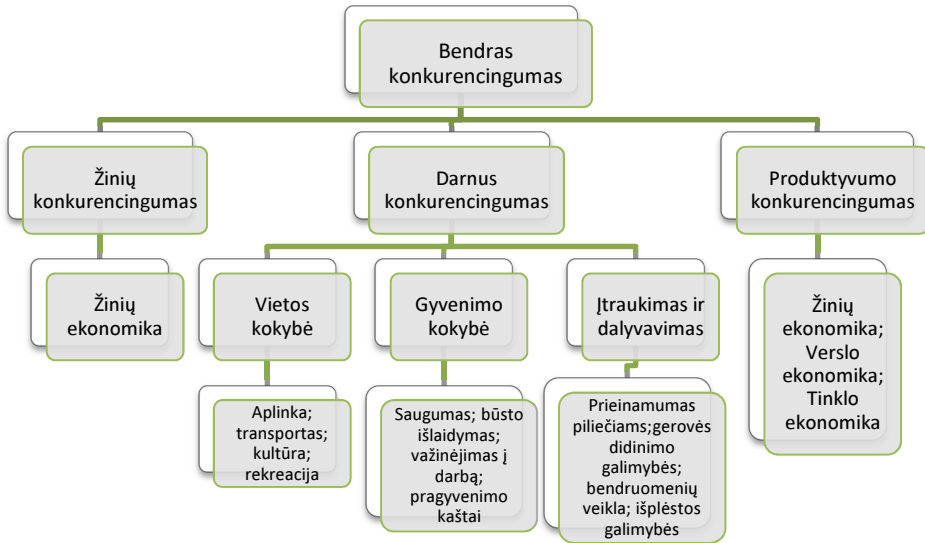 Bendras
konkurencingumas
Žinių
konkurencingumas
Darnus
konkurencingumas
Produktyvumo
konkurencingumas
Žinių
ekonomika
Vietos
kokybė
Gyvenimo
kokybė
Įtraukimas ir
dalyvavimas
Žinių
ekonomika;
Verslo
ekonomika;
Tinklo
ekonomika
Aplinka;
transportas;
kultūra;
rekreacija
Saugumas; būsto
išlaidymas;
važinėjimas į
darbą;
pragyvenimo
kaštai
Prieinamumas
piliečiams;gerovės
didinimo
galimybės;
bendruomenių
veikla; išplėstos
galimybės